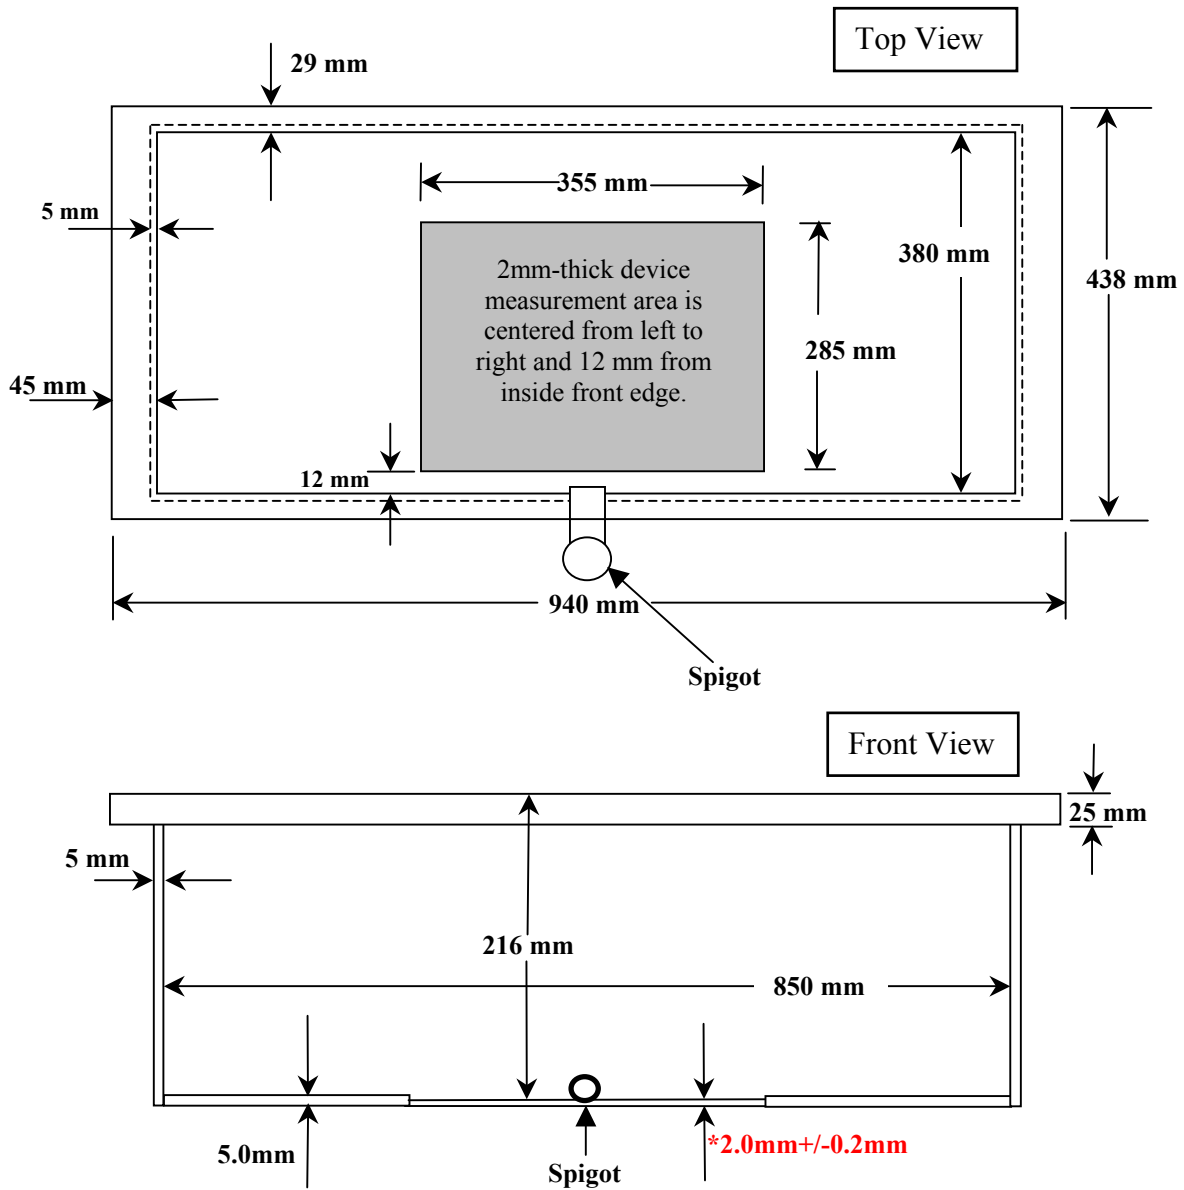 Top View
29 mm
355 mm
5 mm
380 mm
438 mm
2mm-thick device
measurement area is
centered from left to
right and 12 mm from
inside front edge.
285 mm
45 mm
12 mm
940 mm
Spigot
Front View
25 mm
5 mm
216 mm
850 mm
5.0mm
*2.0mm+/-0.2mm
Spigot